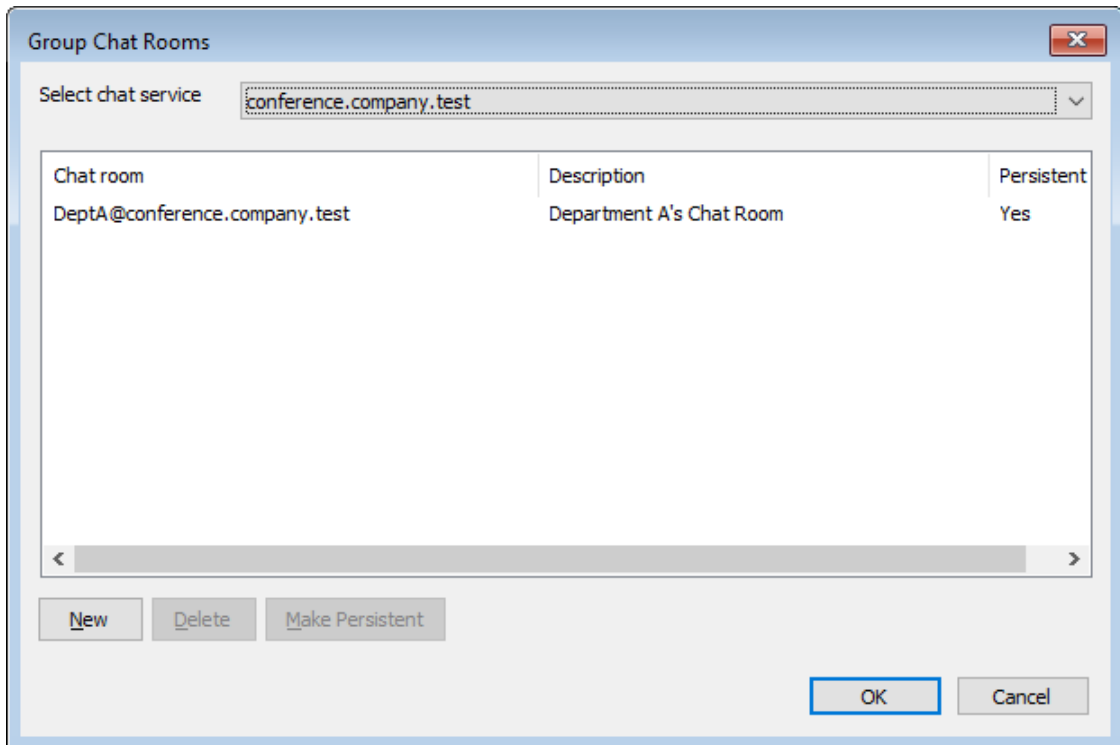 Group Chat Rooms
Select chat service conference.company.test
Chat room Description Persistent
DeptA@conference.company.test Department A's Chat Room Yes
New Delete Make Persistent
OK Cancel